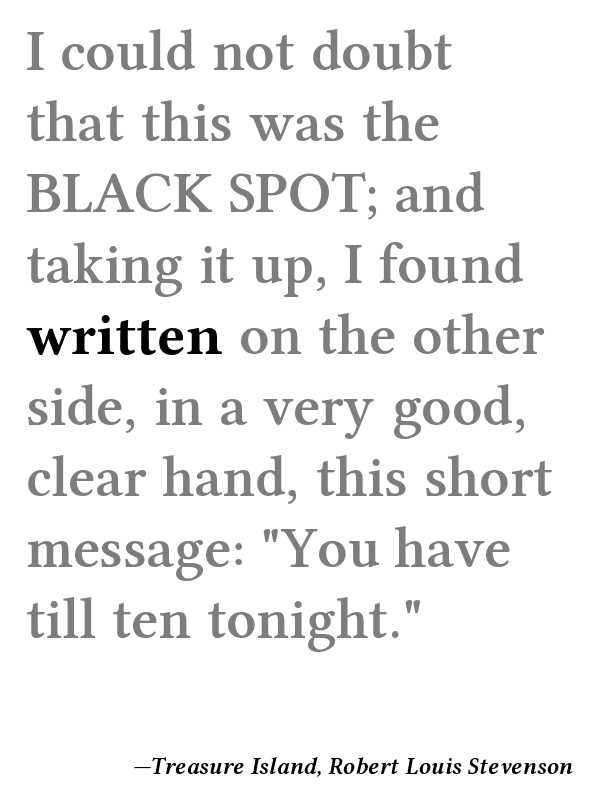 I could not doubt
that this was the
BLACK SPOT; and
taking it up, I found
written on the other
side, in a very good,
clear hand, this short
message: "You have
till ten tonight."
—Treasure Island, Robert Louis Stevenson